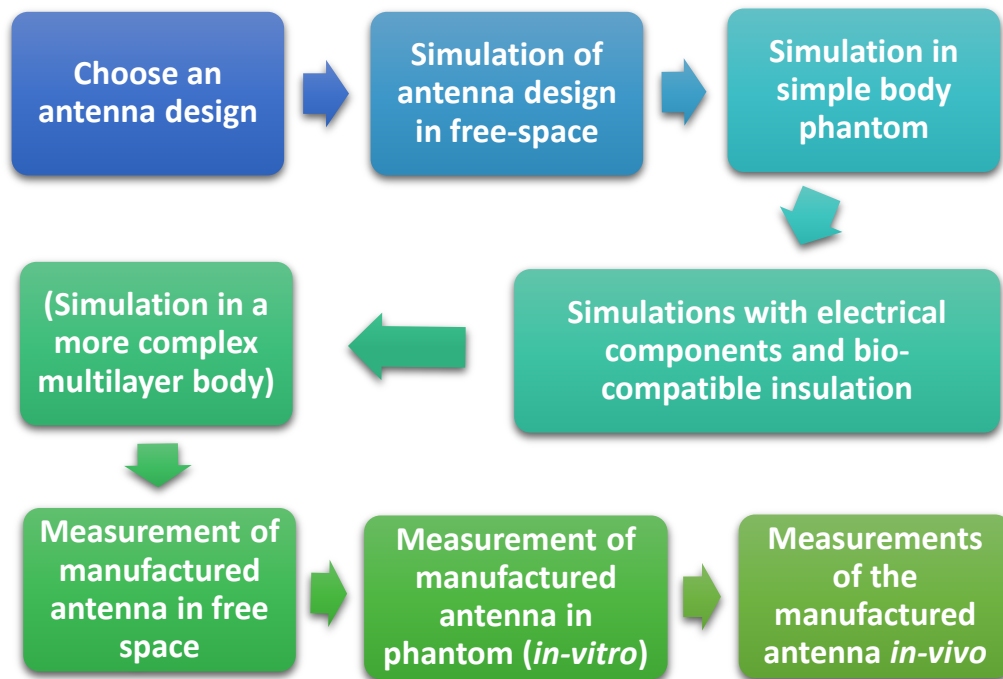 Choose an
antenna design
Simulation of
antenna design
in free-space
Simulation in
simple body
phantom
Simulations with electrical
components and bio-
compatible insulation
(Simulation in a
more complex
multilayer body)
Measurement of
manufactured
antenna in free
space
Measurement of
manufactured
antenna in
phantom (in-vitro)
Measurements
of the
manufactured
antenna in-vivo